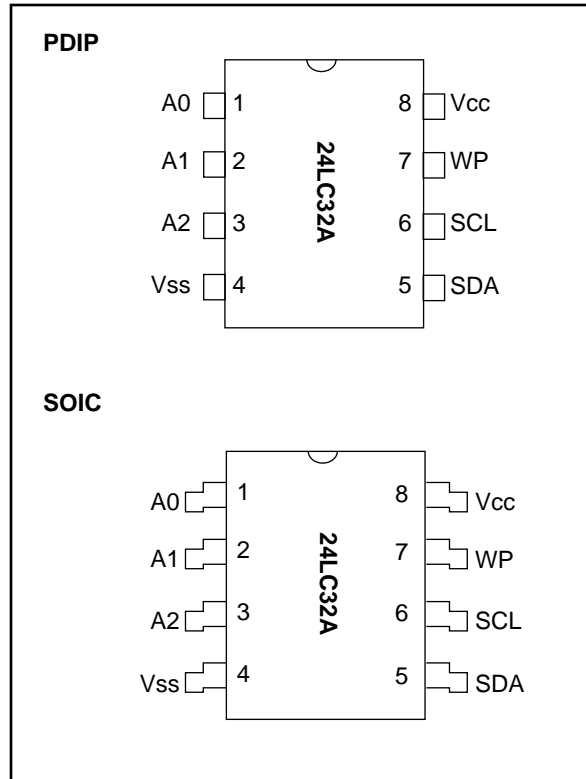 PDIP
A0 1 8 Vcc
A1 2 7 WP
A2 3 6 SCL
Vss 4 5 SDA
24LC32A
SOIC
A0 1 8 Vcc
A1 2 7 WP
A2 3 6 SCL
Vss 4 5 SDA
24LC32A